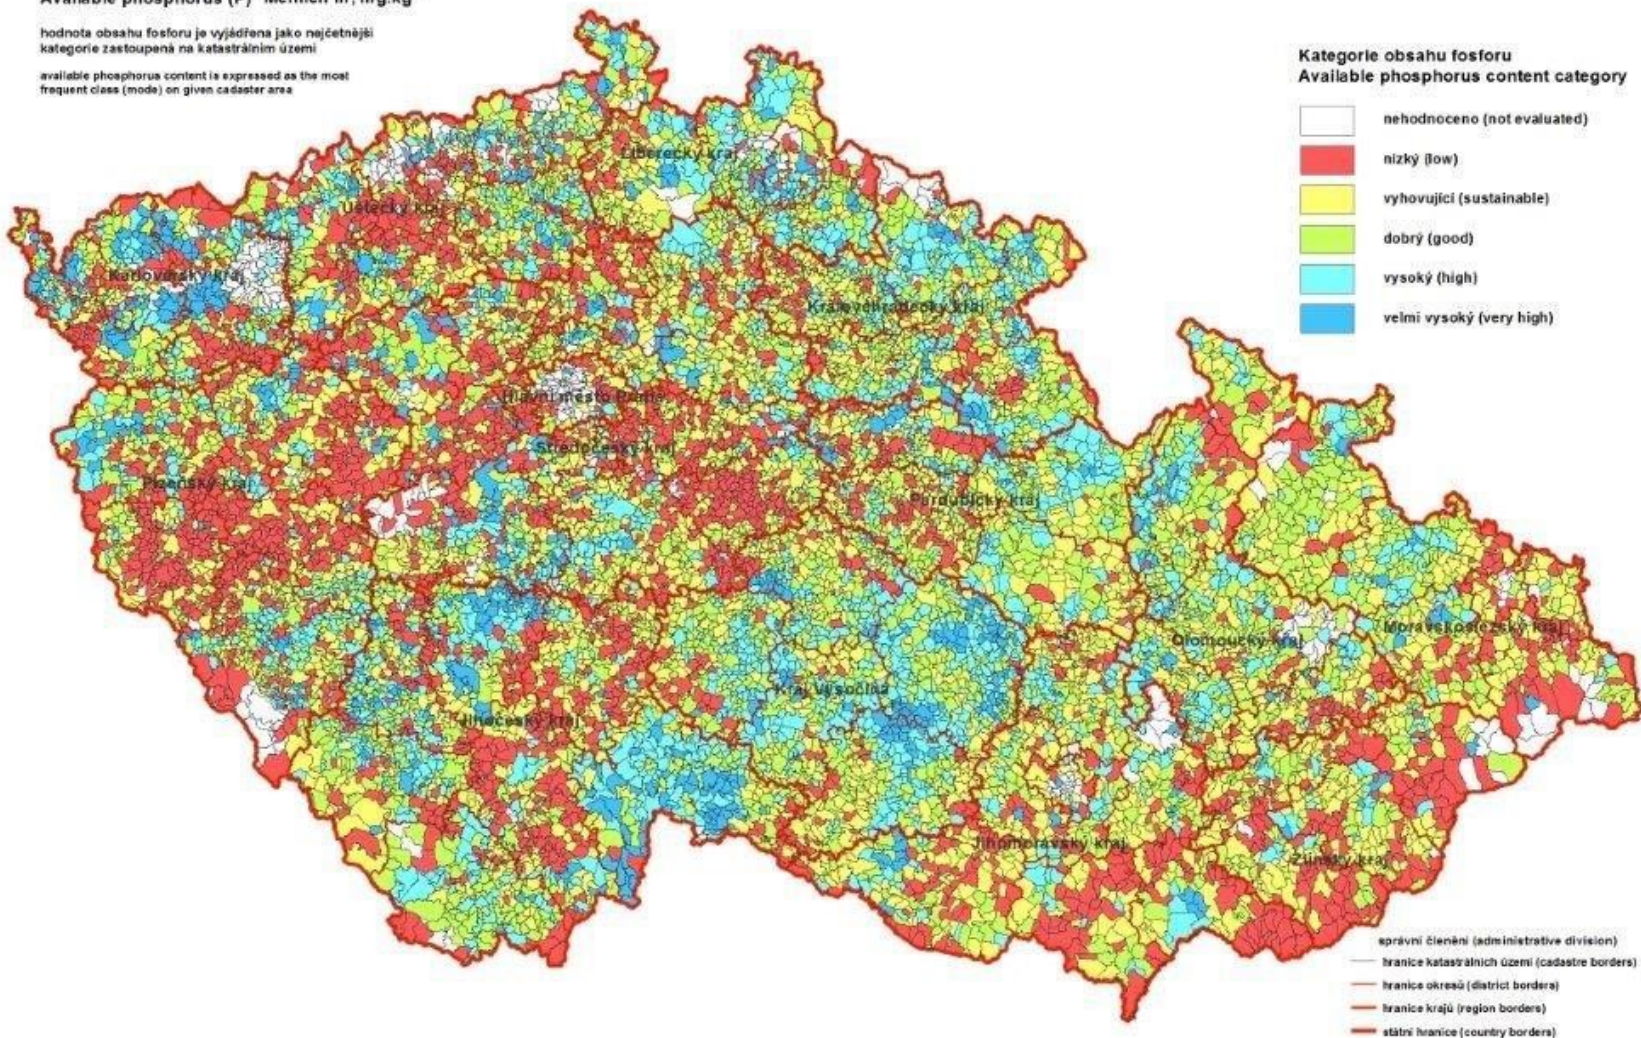 Available phosphorus (P) - Mehlich III, mg.kg
hodnota obsahu fosforu je vyjádřena jako nejčetnější
kategorie zastoupená na katastrálním území
available phosphorus content is expressed as the most
frequent class (mode) on given cadaster area
Kategorie obsahu fosforu
Available phosphorus content category
nehodnoceno (not evaluated)
nízký (low)
vyhovující (sustainable)
dobrý (good)
vysoký (high)
velmi vysoký (very high)
Liberecký kraj
Ústecký kraj
Karlovarský kraj
Královéhradecký kraj
Hlavní město Praha
Středočeský kraj
Plzeňský kraj
Pardubický kraj
Olomoucký kraj
Moravskoslezský kraj
Kraj Vysočina
Jihočeský kraj
Jihomoravský kraj
Zlínský kraj
správní členění (administrative division)
hranice katastrálních území (cadastre borders)
hranice okresů (district borders)
hranice krajů (region borders)
státní hranice (country borders)